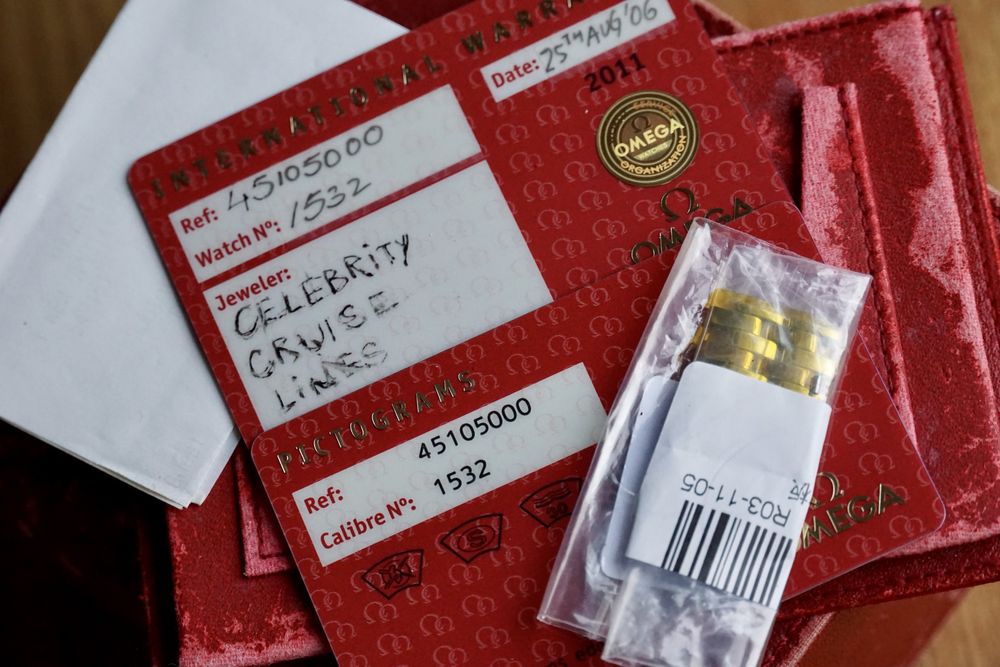 INTERNATIONAL WARRA
Date: 25TH AUG '06
2011
Ref: 45105000
Watch Nº: 1532
SERVICE
Ω
OMEGA
WATCHES
ORGANIZATION
Jeweler:
CELEBRITY
CRUISE
LINES
Ω
OMEGA
PICTOGRAMS
Ref: 45105000
Calibre Nº: 1532
R03-11-05
Ω
OMEGA